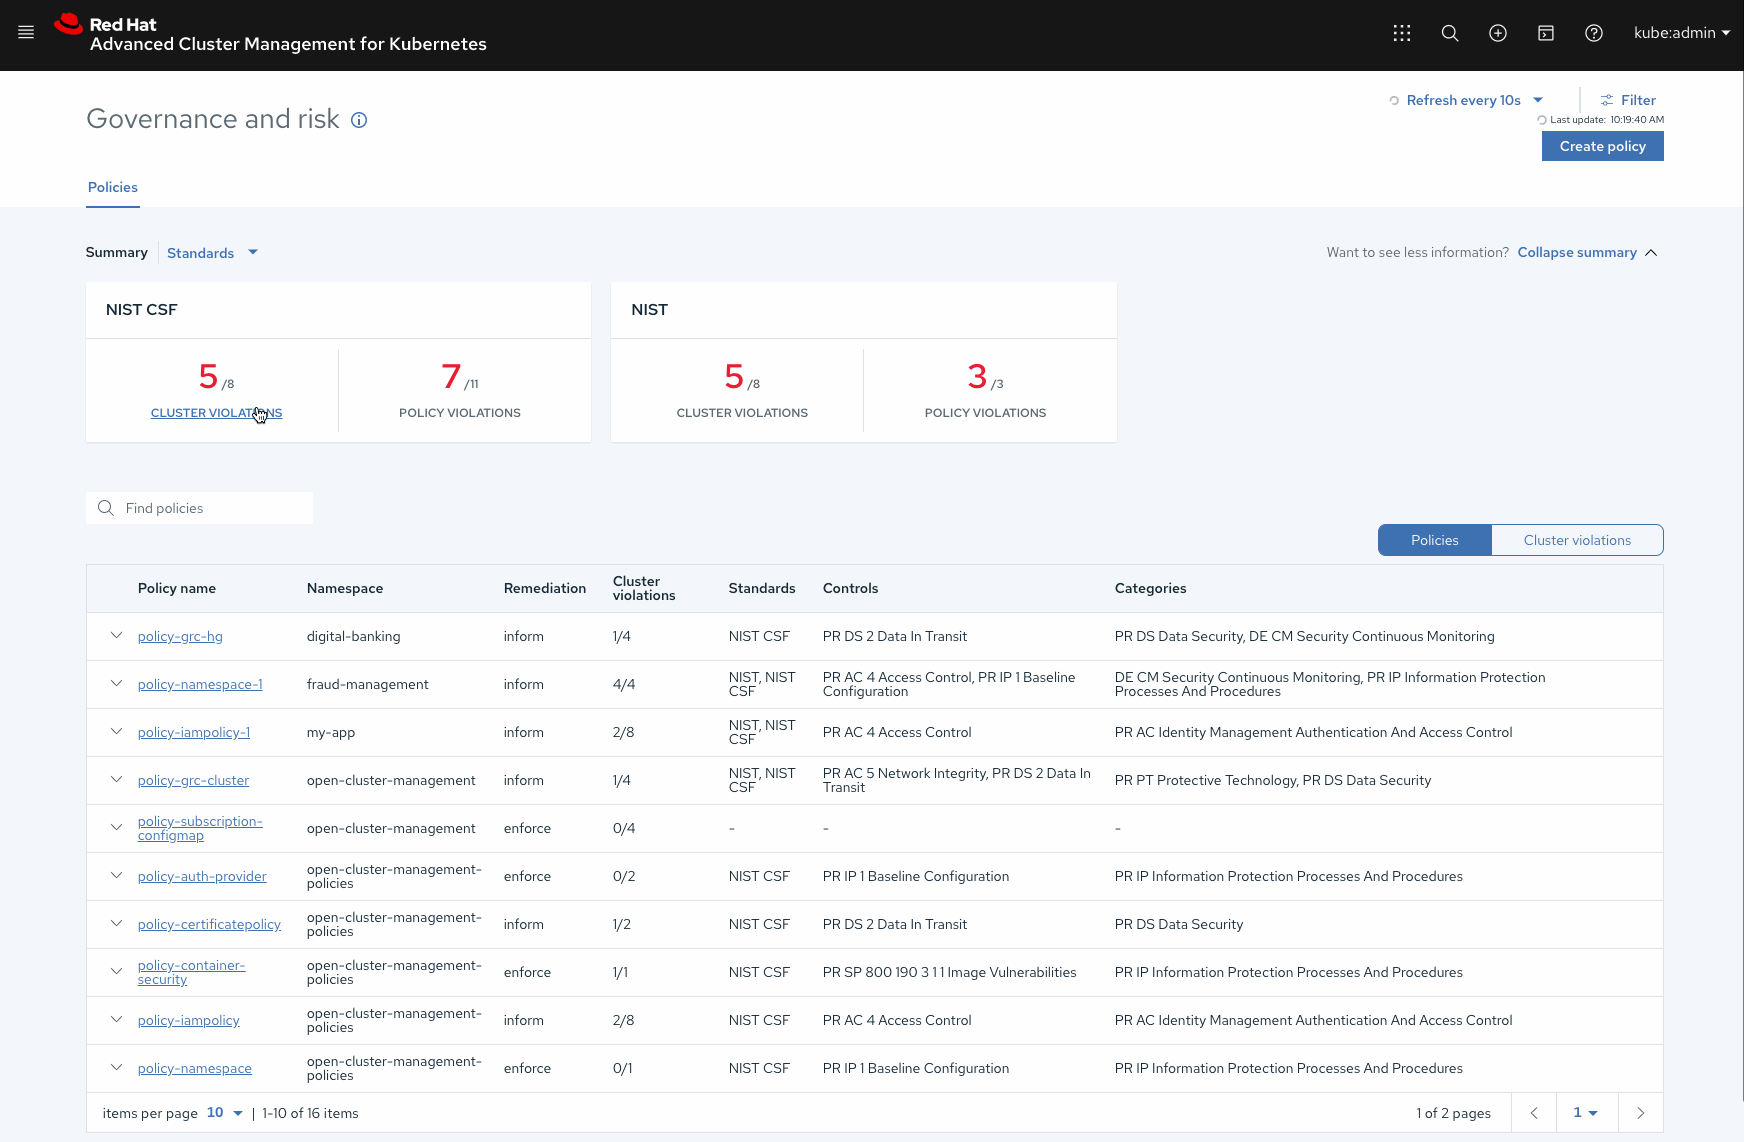 Red Hat
Advanced Cluster Management for Kubernetes
kube:admin
Governance and risk
Refresh every 10s
Filter
Last update: 10:19:40 AM
Create policy
Policies
Summary
Standards
Want to see less information? Collapse summary
NIST CSF
5 /8
CLUSTER VIOLATIONS
7 /11
POLICY VIOLATIONS
NIST
5 /8
CLUSTER VIOLATIONS
3 /3
POLICY VIOLATIONS
Find policies
Policies
Cluster violations
Policy name
Namespace
Remediation
Cluster
violations
Standards
Controls
Categories
policy-grc-hg
digital-banking
inform
1/4
NIST CSF
PR DS 2 Data In Transit
PR DS Data Security, DE CM Security Continuous Monitoring
policy-namespace-1
fraud-management
inform
4/4
NIST, NIST
CSF
PR AC 4 Access Control, PR IP 1 Baseline
Configuration
DE CM Security Continuous Monitoring, PR IP Information Protection
Processes And Procedures
policy-iampolicy-1
my-app
inform
2/8
NIST, NIST
CSF
PR AC 4 Access Control
PR AC Identity Management Authentication And Access Control
policy-grc-cluster
open-cluster-management
inform
1/4
NIST, NIST
CSF
PR AC 5 Network Integrity, PR DS 2 Data In
Transit
PR PT Protective Technology, PR DS Data Security
policy-subscription-
configmap
open-cluster-management
enforce
0/4
-
-
-
policy-auth-provider
open-cluster-management-
policies
enforce
0/2
NIST CSF
PR IP 1 Baseline Configuration
PR IP Information Protection Processes And Procedures
policy-certificatepolicy
open-cluster-management-
policies
inform
1/2
NIST CSF
PR DS 2 Data In Transit
PR DS Data Security
policy-container-
security
open-cluster-management-
policies
enforce
1/1
NIST CSF
PR SP 800 190 3 1 1 Image Vulnerabilities
PR IP Information Protection Processes And Procedures
policy-iampolicy
open-cluster-management-
policies
inform
2/8
NIST CSF
PR AC 4 Access Control
PR AC Identity Management Authentication And Access Control
policy-namespace
open-cluster-management-
policies
enforce
0/1
NIST CSF
PR IP 1 Baseline Configuration
PR IP Information Protection Processes And Procedures
items per page 10 | 1-10 of 16 items
1 of 2 pages
1